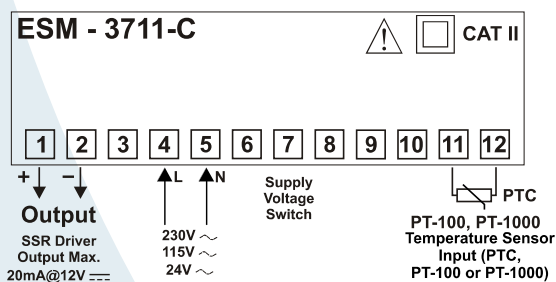 ESM - 3711-C
CAT II
1 2 3 4 5 6 7 8 9 10 11 12
+ − L N
Output
SSR Driver
Output Max.
20mA@12V ⎓
230V ～
115V ～
24V ～
Supply
Voltage
Switch
PTC
PT-100, PT-1000
Temperature Sensor
Input (PTC,
PT-100 or PT-1000)